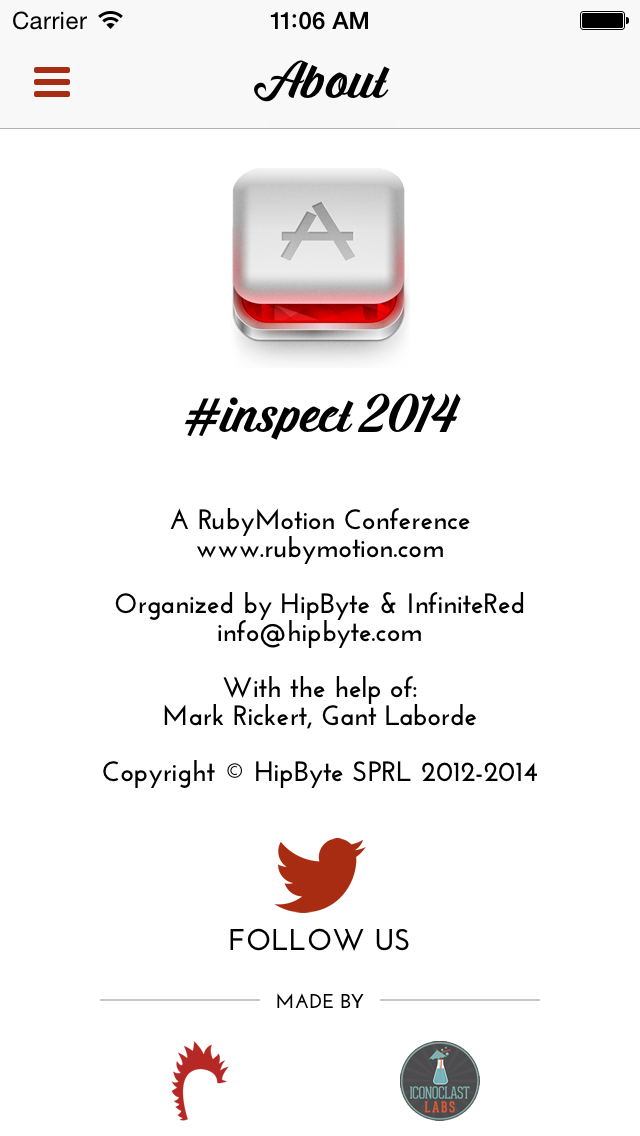 Carrier 11:06 AM
About
#inspect 2014
A RubyMotion Conference
www.rubymotion.com
Organized by HipByte & InfiniteRed
info@hipbyte.com
With the help of:
Mark Rickert, Gant Laborde
Copyright © HipByte SPRL 2012-2014
FOLLOW US
MADE BY
ICONOCLAST
LABS